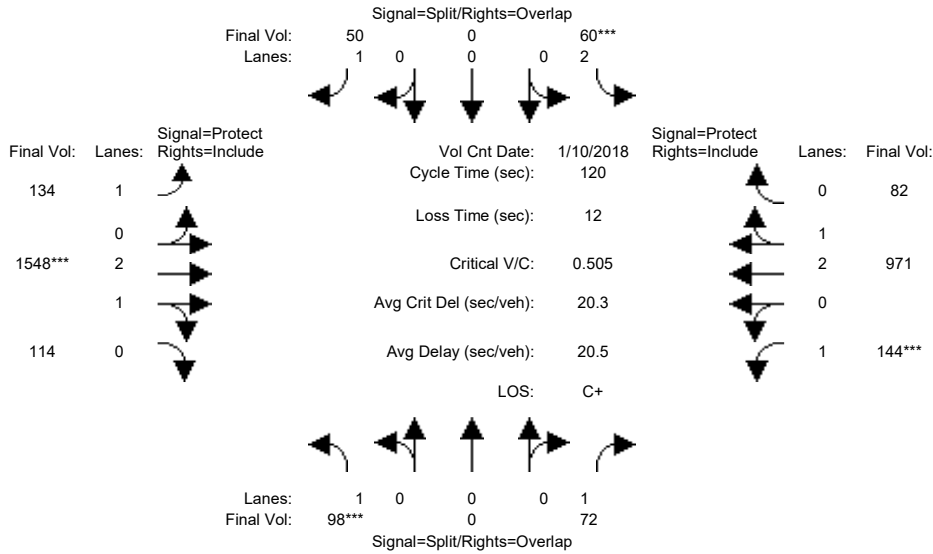 Signal=Split/Rights=Overlap
Final Vol: 50 0 60***
Lanes: 1 0 0 0 2
Signal=Protect
Final Vol: Lanes: Rights=Include
Vol Cnt Date: 1/10/2018
Signal=Protect
Rights=Include Lanes: Final Vol:
Cycle Time (sec): 120
134 1
0 82
Loss Time (sec): 12
0
1
1548*** 2
Critical V/C: 0.505
2 971
1
Avg Crit Del (sec/veh): 20.3
0
114 0
Avg Delay (sec/veh): 20.5
1 144***
LOS: C+
Lanes: 1 0 0 0 1
Final Vol: 98*** 0 72
Signal=Split/Rights=Overlap